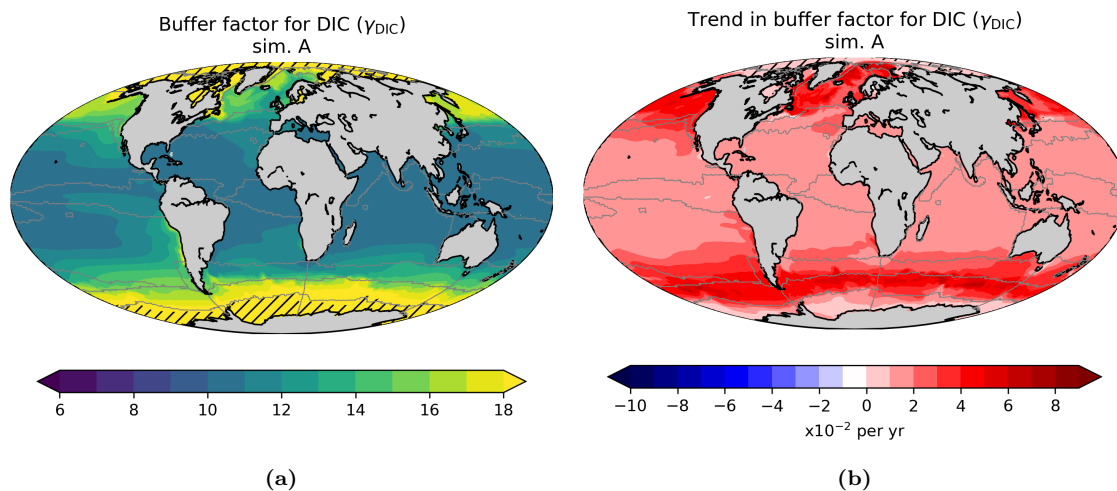 Buffer factor for DIC (γDIC)
sim. A
6 8 10 12 14 16 18
(a)
Trend in buffer factor for DIC (γDIC)
sim. A
−10 −8 −6 −4 −2 0 2 4 6 8
x10⁻² per yr
(b)